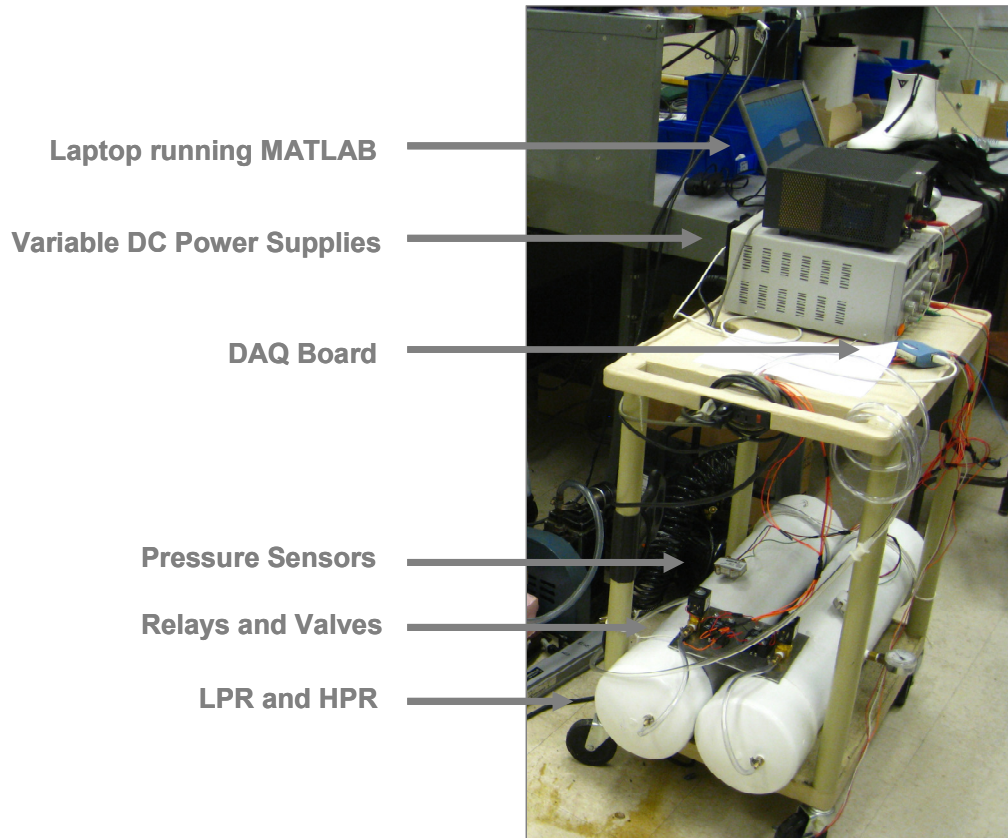 Laptop running MATLAB
Variable DC Power Supplies
DAQ Board
Pressure Sensors
Relays and Valves
LPR and HPR